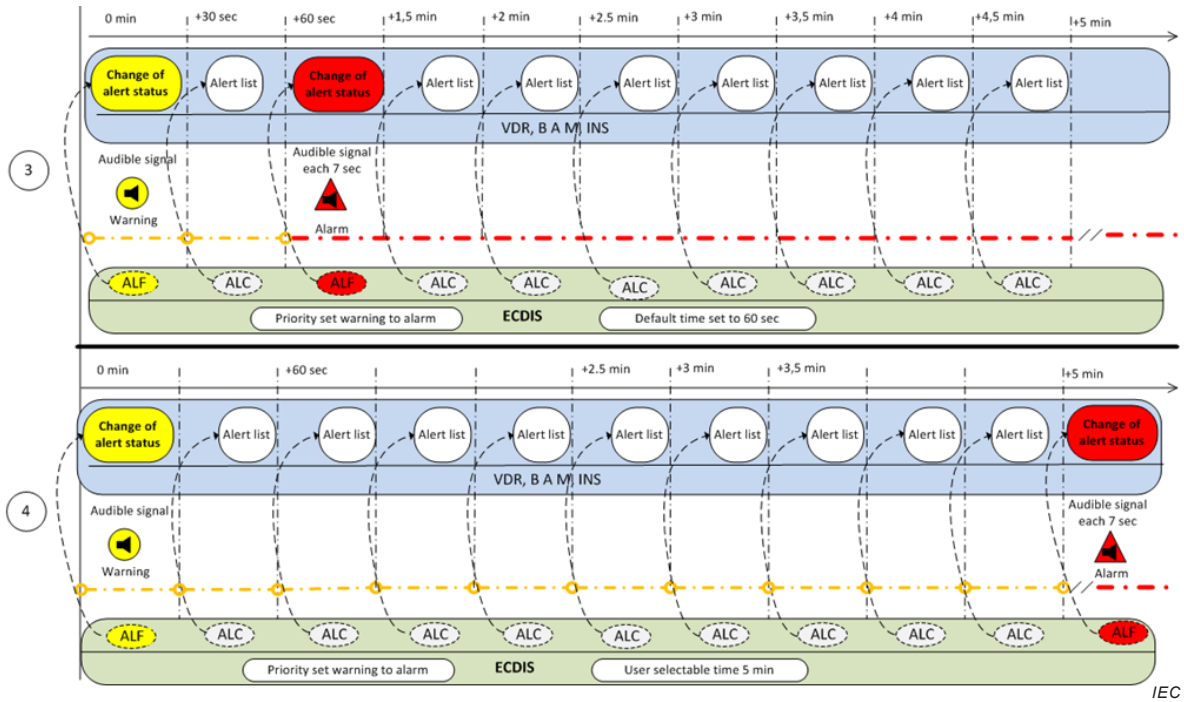 0 min +30 sec +60 sec +1,5 min +2 min +2.5 min +3 min +3,5 min +4 min +4,5 min +5 min
Change of Alert list Change of Alert list Alert list Alert list Alert list Alert list Alert list Alert list
alert status alert status
VDR, B A M, INS
3
Audible signal Audible signal
each 7 sec
Warning Alarm
ALF ALC ALF ALC ALC ALC ALC ALC ALC ALC
Priority set warning to alarm ECDIS Default time set to 60 sec
0 min +60 sec +2.5 min +3 min +3,5 min +5 min
Change of Alert list Alert list Alert list Alert list Alert list Alert list Alert list Alert list Alert list Change of
alert status alert status
VDR, B A M, INS
4
Audible signal Audible signal
each 7 sec
Warning Alarm
ALF ALC ALC ALC ALC ALC ALC ALC ALC ALC ALF
Priority set warning to alarm ECDIS User selectable time 5 min
IEC